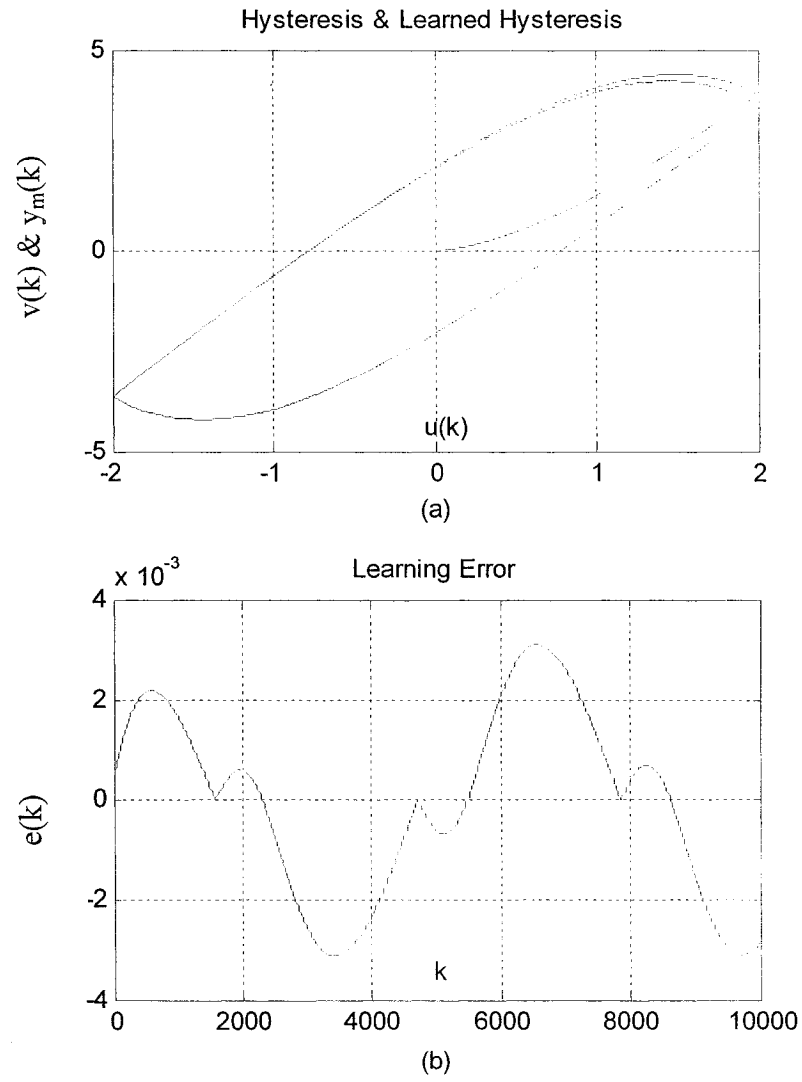 Hysteresis & Learned Hysteresis
5
0
-5
v(k) & yₘ(k)
u(k)
-2 -1 0 1 2
(a)
x 10⁻³
Learning Error
4
2
0
-2
-4
e(k)
k
0 2000 4000 6000 8000 10000
(b)